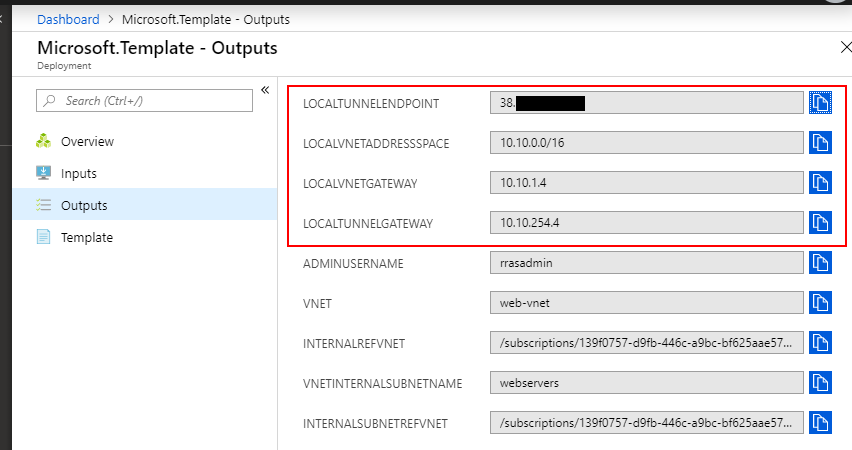 Dashboard > Microsoft.Template - Outputs
Microsoft.Template - Outputs
Deployment
Search (Ctrl+/)
«
Overview
Inputs
Outputs
Template
LOCALTUNNELENDPOINT 38.
LOCALVNETADDRESSSPACE 10.10.0.0/16
LOCALVNETGATEWAY 10.10.1.4
LOCALTUNNELGATEWAY 10.10.254.4
ADMINUSERNAME rrasadmin
VNET web-vnet
INTERNALREFVNET /subscriptions/139f0757-d9fb-446c-a9bc-bf625aae57...
VNETINTERNALSUBNETNAME webservers
INTERNALSUBNETREFVNET /subscriptions/139f0757-d9fb-446c-a9bc-bf625aae57...